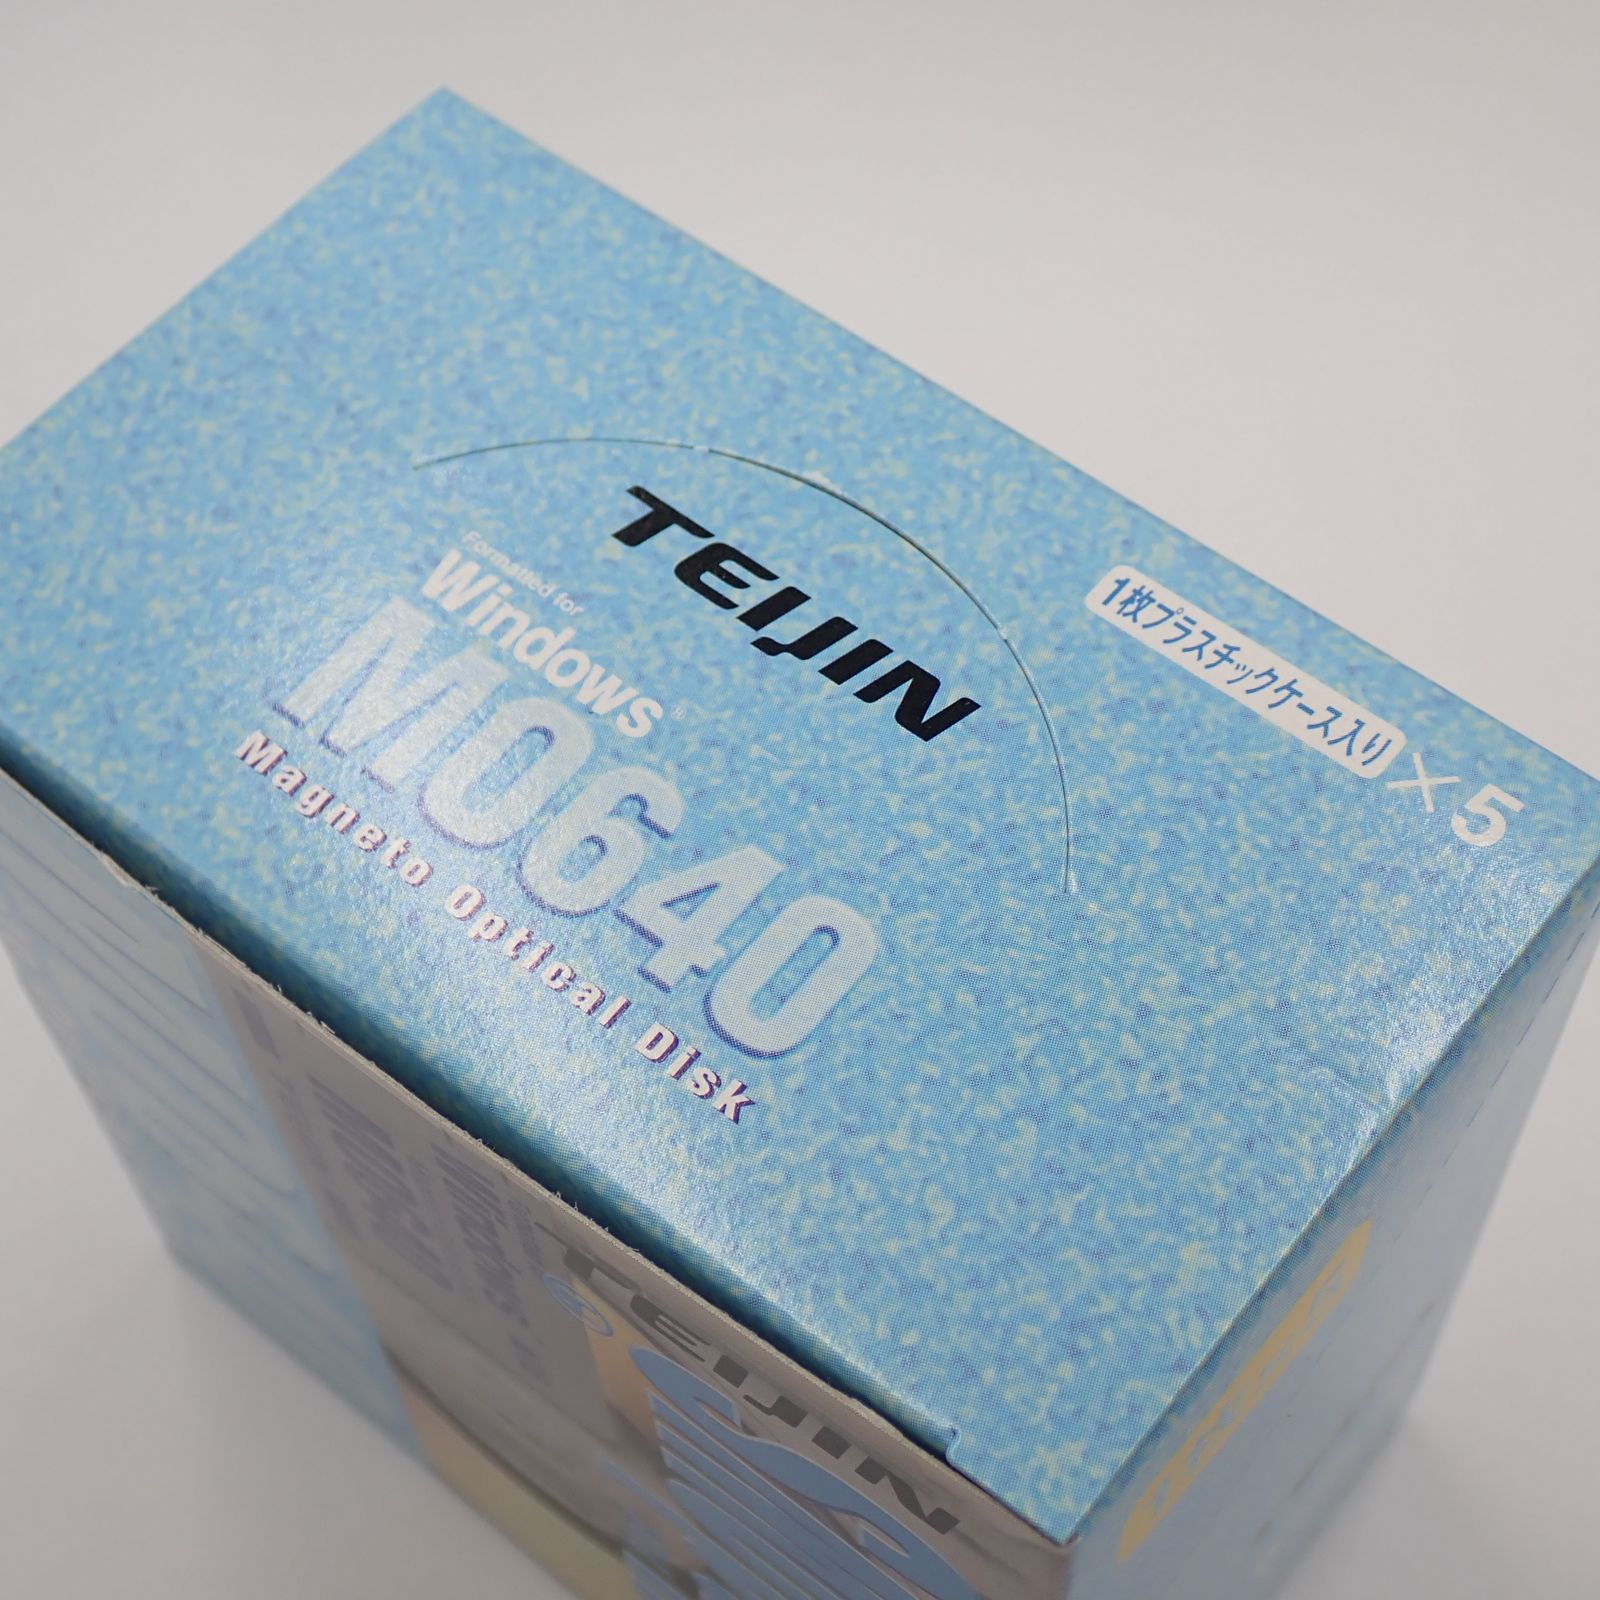 TEIJIN
1枚プラスチックケース入り × 5
Formatted for
Windows®
MO640
Magneto Optical Disk
TEIJIN